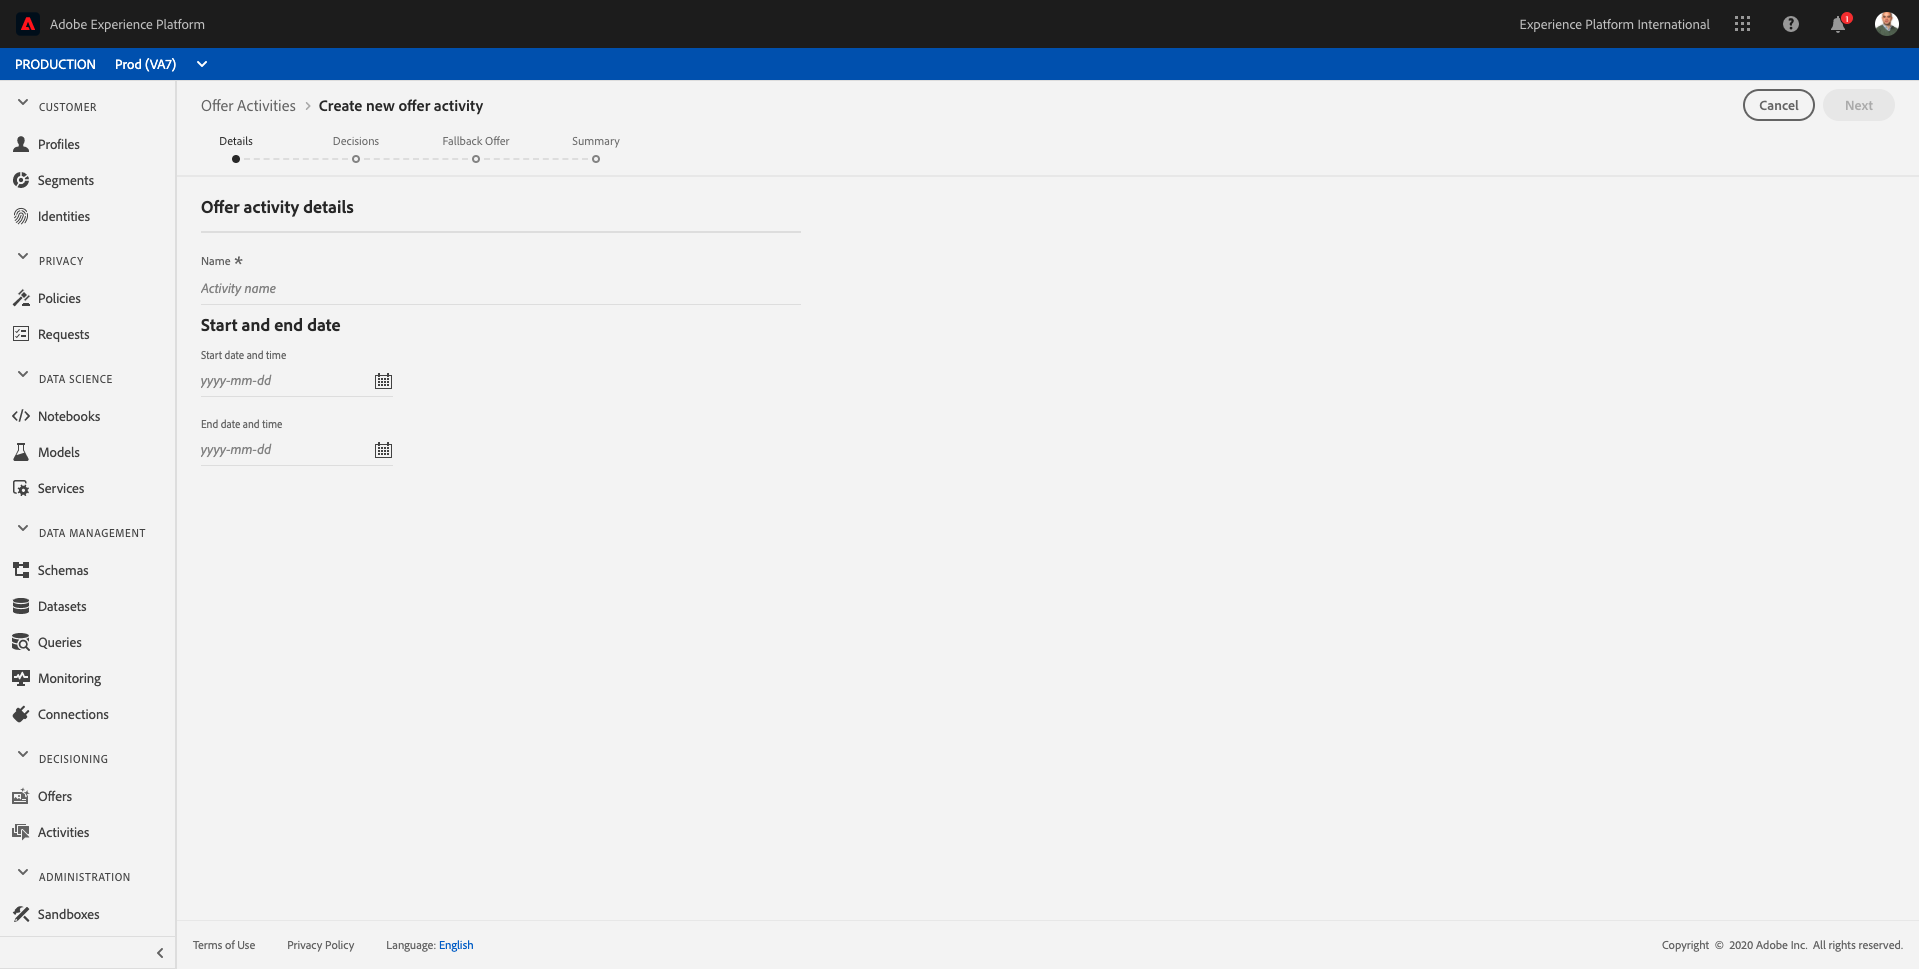 Adobe Experience Platform
Experience Platform International
1
PRODUCTION Prod (VA7)
CUSTOMER
Profiles
Segments
Identities
PRIVACY
Policies
Requests
DATA SCIENCE
Notebooks
Models
Services
DATA MANAGEMENT
Schemas
Datasets
Queries
Monitoring
Connections
DECISIONING
Offers
Activities
ADMINISTRATION
Sandboxes
Offer Activities > Create new offer activity
Cancel
Next
Details
Decisions
Fallback Offer
Summary
Offer activity details
Name *
Activity name
Start and end date
Start date and time
yyyy-mm-dd
End date and time
yyyy-mm-dd
Terms of Use
Privacy Policy
Language: English
Copyright © 2020 Adobe Inc. All rights reserved.